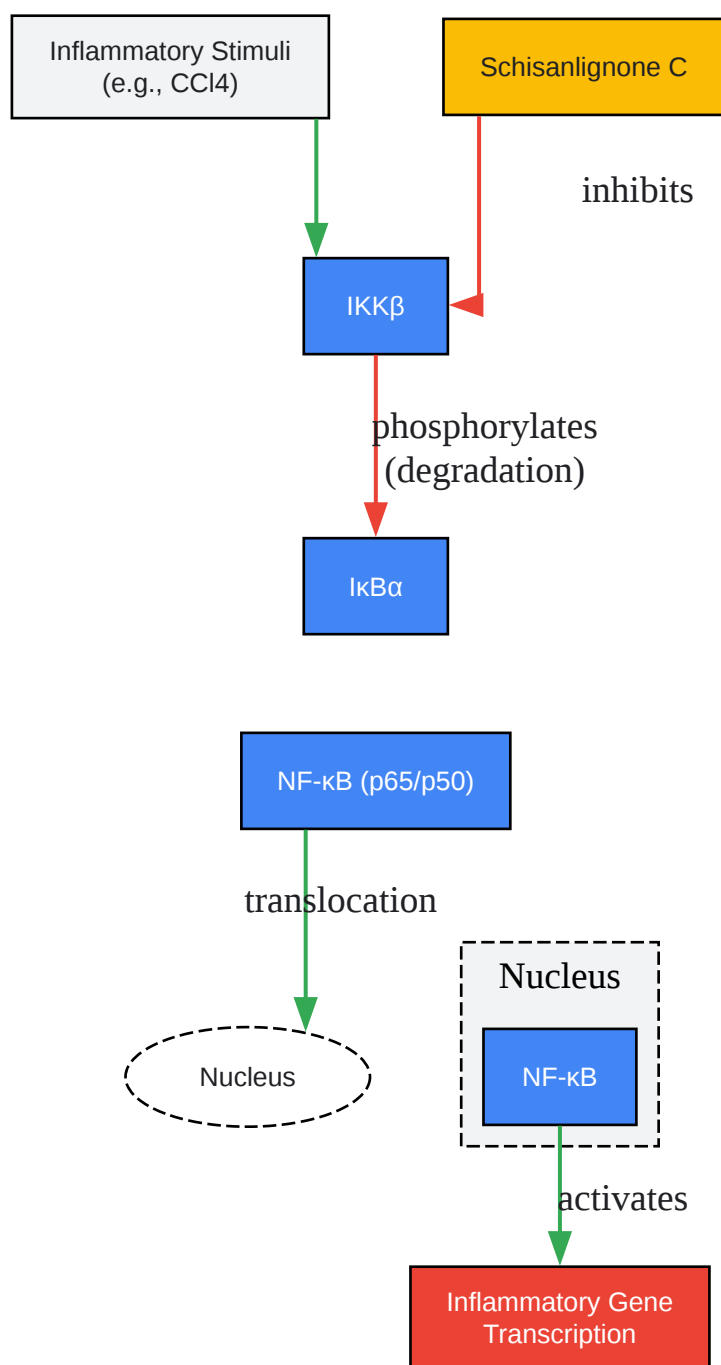 Inflammatory Stimuli
(e.g., CCl4)
Schisanlignone C
inhibits
IKKβ
phosphorylates
(degradation)
IκBα
NF-κB (p65/p50)
translocation
Nucleus
Nucleus
NF-κB
activates
Inflammatory Gene
Transcription